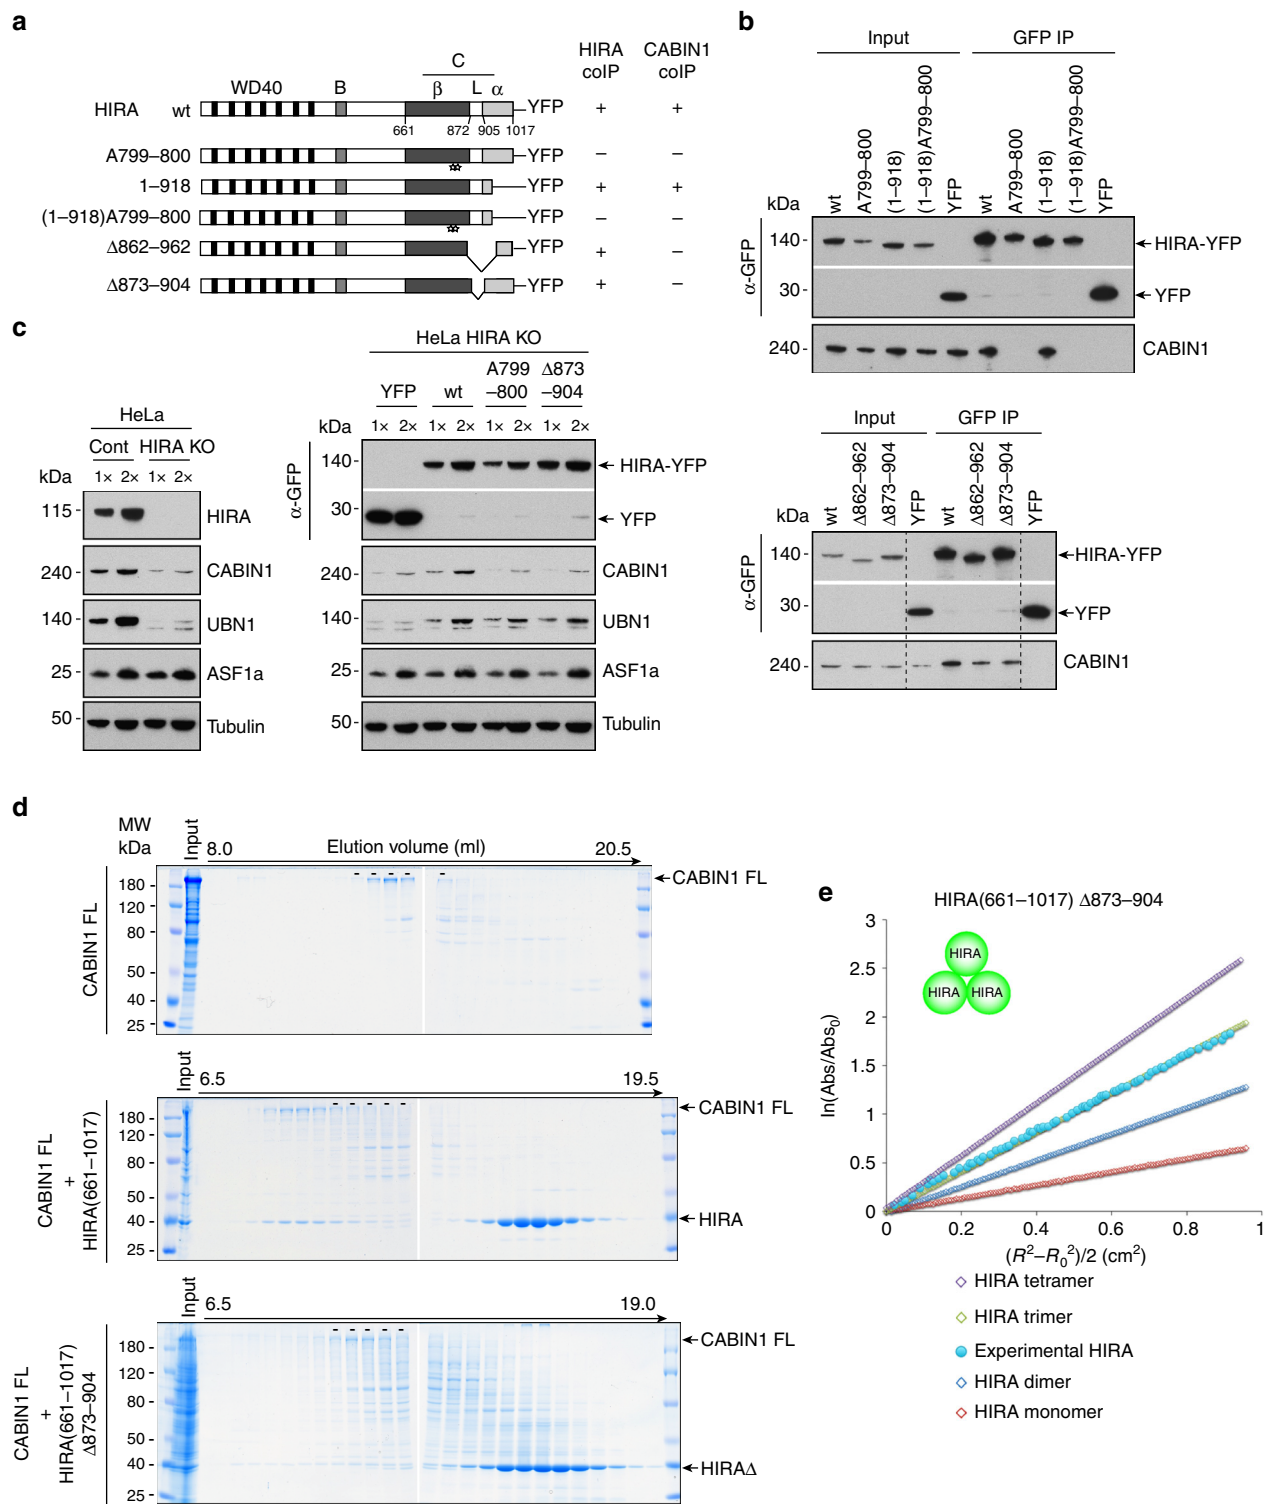 a
HIRA coIP
CABIN1 coIP
C
WD40 B β L α
HIRA wt YFP + +
661 872 905 1017
A799–800 YFP – –
1–918 YFP + +
(1–918)A799–800 YFP – –
Δ862–962 YFP + –
Δ873–904 YFP + –
b
Input GFP IP
wt A799–800 (1–918) (1–918)A799–800 YFP wt A799–800 (1–918) (1–918)A799–800 YFP
kDa
α-GFP
140 HIRA-YFP
30 YFP
240 CABIN1
Input GFP IP
wt Δ862–962 Δ873–904 YFP wt Δ862–962 Δ873–904 YFP
kDa
α-GFP
140 HIRA-YFP
30 YFP
240 CABIN1
c
HeLa
Cont HIRA KO
kDa 1× 2× 1× 2×
115 HIRA
240 CABIN1
140 UBN1
25 ASF1a
50 Tubulin
HeLa HIRA KO
YFP wt A799–800 Δ873–904
kDa 1× 2× 1× 2× 1× 2× 1× 2×
α-GFP
140 HIRA-YFP
30 YFP
240 CABIN1
140 UBN1
25 ASF1a
50 Tubulin
d
MW kDa
Input
8.0 Elution volume (ml) 20.5
CABIN1 FL
180 CABIN1 FL
120
80
50
40
25
Input
6.5 19.5
CABIN1 FL + HIRA(661–1017)
180 CABIN1 FL
120
80
50
40 HIRA
25
Input
6.5 19.0
CABIN1 FL + HIRA(661–1017) Δ873–904
180 CABIN1 FL
120
80
50
40 HIRAΔ
25
e
HIRA(661–1017) Δ873–904
3
2.5
2
1.5
1
0.5
0
ln(Abs/Abs₀)
HIRA
HIRA HIRA
0 0.2 0.4 0.6 0.8 1
(R²–R₀²)/2 (cm²)
HIRA tetramer
HIRA trimer
Experimental HIRA
HIRA dimer
HIRA monomer